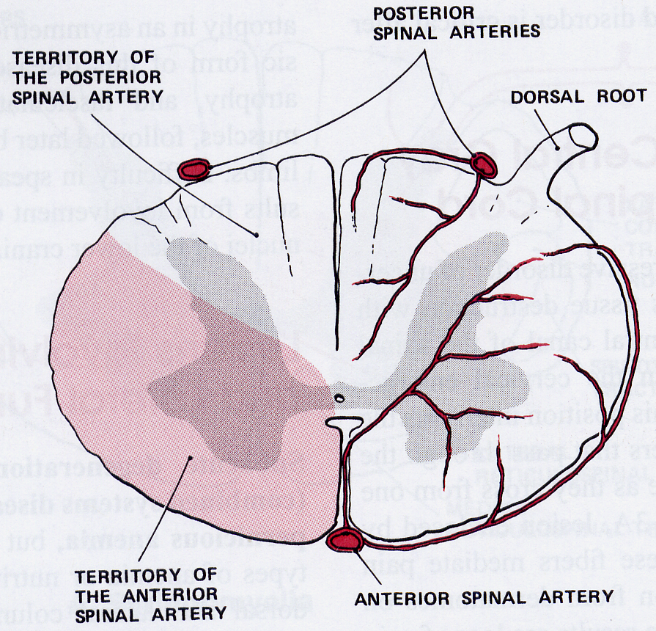 POSTERIOR
SPINAL ARTERIES
TERRITORY OF
THE POSTERIOR
SPINAL ARTERY
DORSAL ROOT
TERRITORY OF
THE ANTERIOR
SPINAL ARTERY
ANTERIOR SPINAL ARTERY